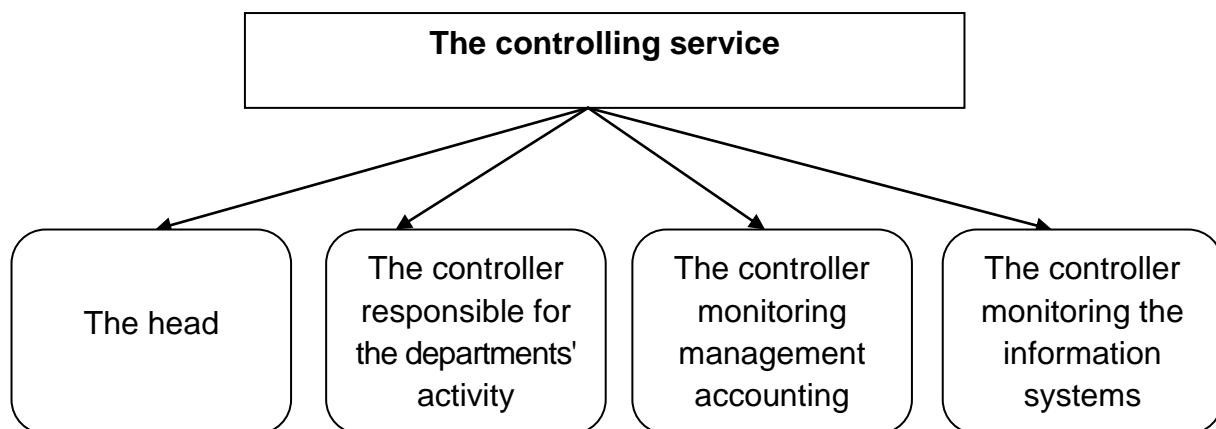 The controlling service
The head
The controller
responsible for
the departments'
activity
The controller
monitoring
management
accounting
The controller
monitoring the
information
systems